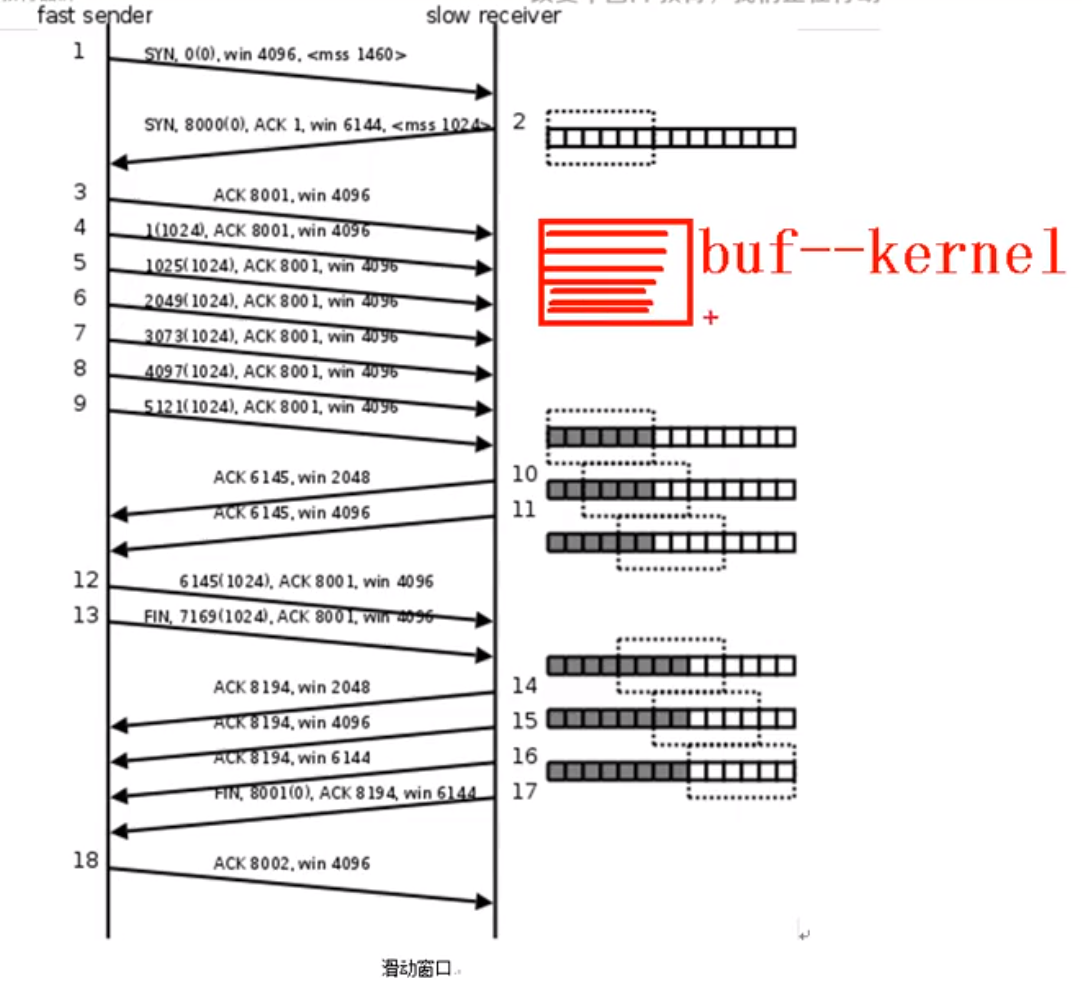 fast sender
slow receiver
1
SYN, 0(0), win 4096, <mss 1460>
SYN, 8000(0), ACK 1, win 6144, <mss 1024>
2
3
ACK 8001, win 4096
4
1(1024), ACK 8001, win 4096
5
1025(1024), ACK 8001, win 4096
buf--kernel
6
2049(1024), ACK 8001, win 4096
+
7
3073(1024), ACK 8001, win 4096
8
4097(1024), ACK 8001, win 4096
9
5121(1024), ACK 8001, win 4096
ACK 6145, win 2048
10
ACK 6145, win 4096
11
12
6145(1024), ACK 8001, win 4096
13
FIN, 7169(1024), ACK 8001, win 4096
ACK 8194, win 2048
14
ACK 8194, win 4096
15
ACK 8194, win 6144
16
FIN, 8001(0), ACK 8194, win 6144
17
18
ACK 8002, win 4096
滑动窗口